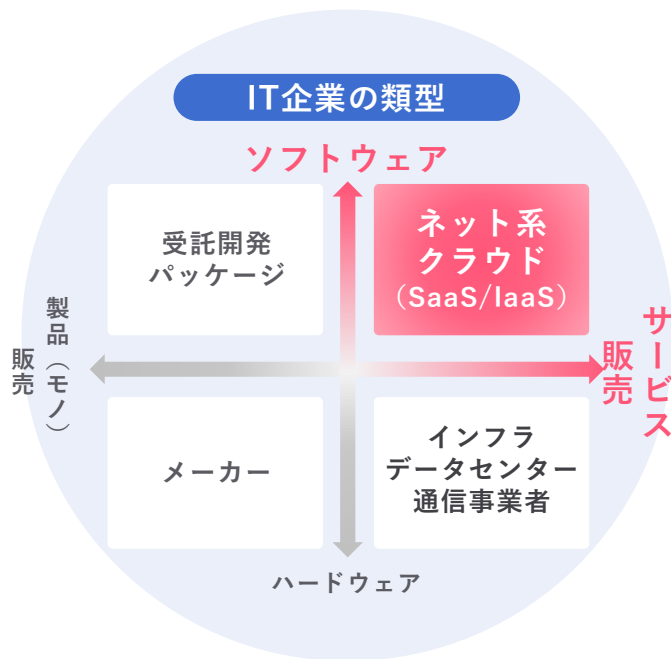 IT企業の類型
ソフトウェア
受託開発
パッケージ
ネット系
クラウド
（SaaS/IaaS）
製品（モノ）
販売
サービス
販売
メーカー
インフラ
データセンター
通信事業者
ハードウェア